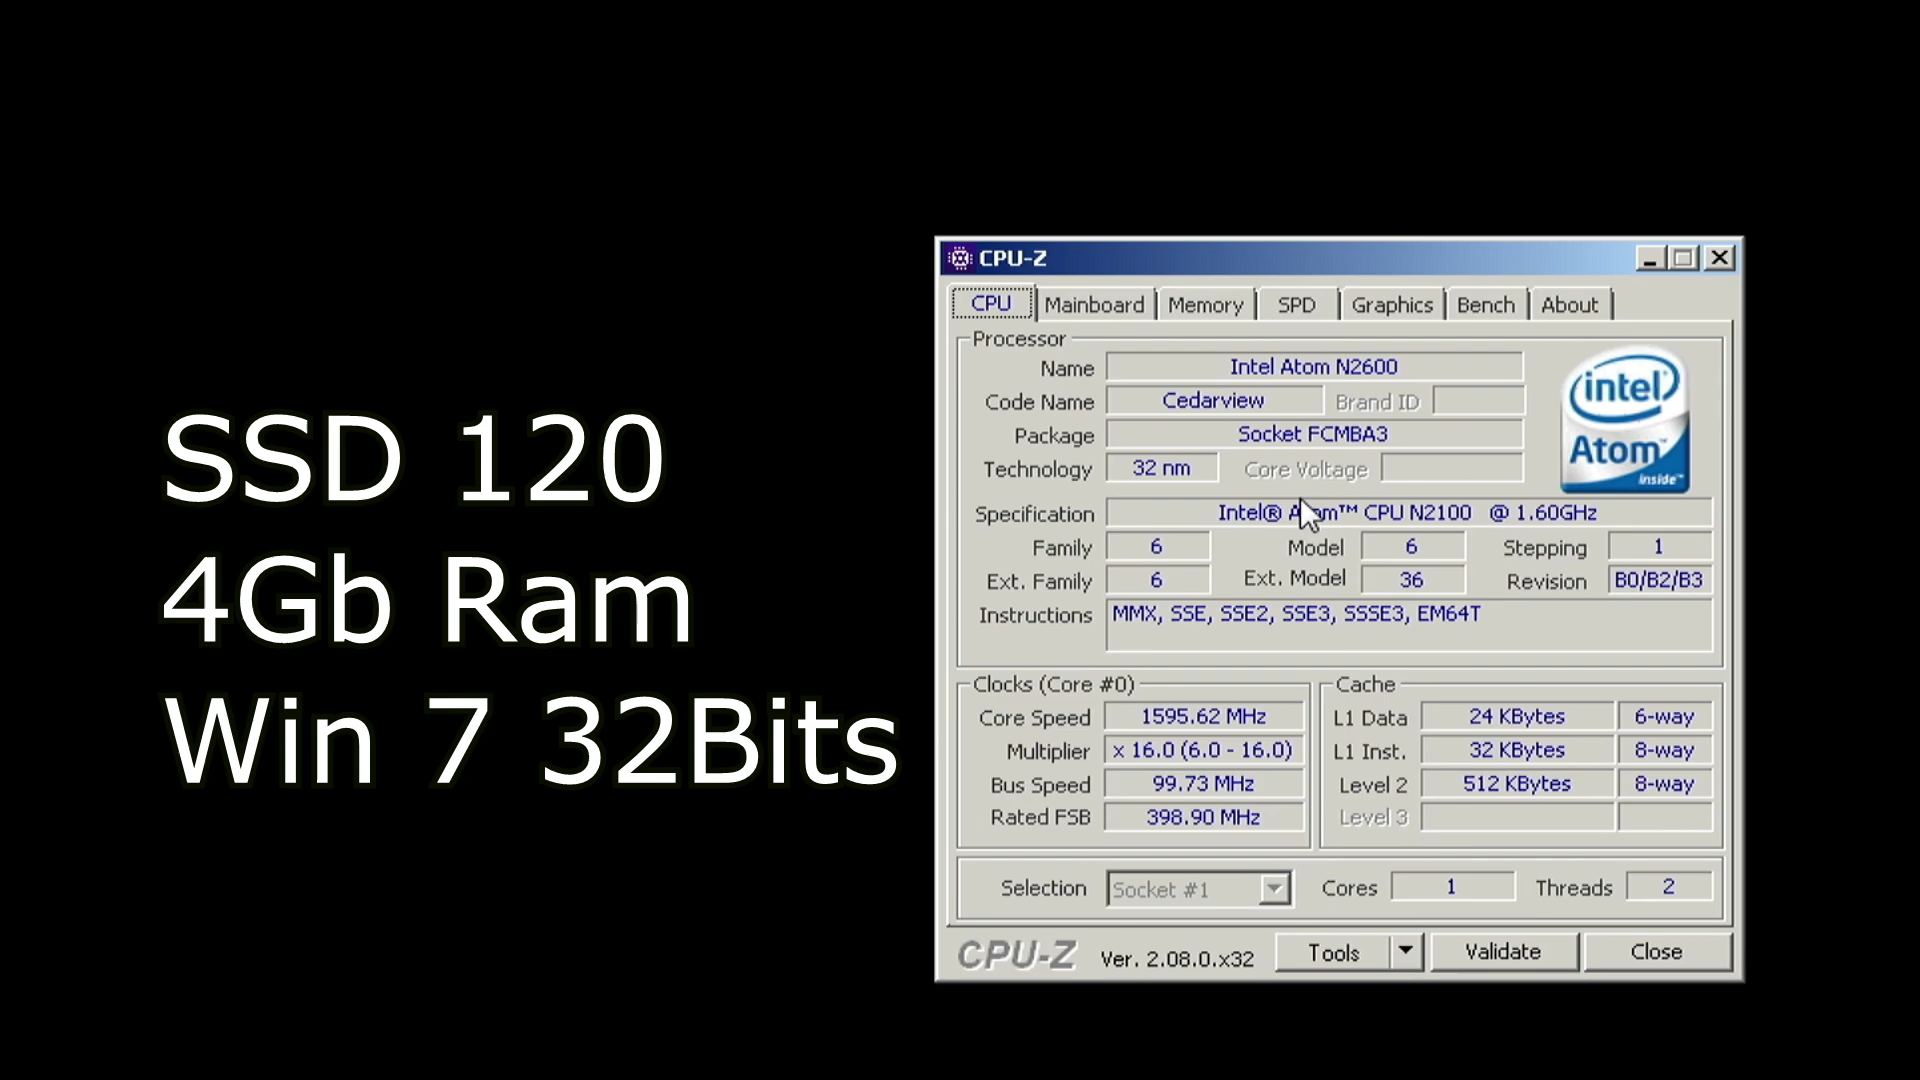 SSD 120
4Gb Ram
Win 7 32Bits
CPU-Z
CPU Mainboard Memory SPD Graphics Bench About
Processor
Name Intel Atom N2600
Code Name Cedarview Brand ID
Package Socket FCMBA3
Technology 32 nm Core Voltage
intel Atom™ inside™
Specification Intel® Atom™ CPU N2100 @ 1.60GHz
Family 6 Model 6 Stepping 1
Ext. Family 6 Ext. Model 36 Revision B0/B2/B3
Instructions MMX, SSE, SSE2, SSE3, SSSE3, EM64T
Clocks (Core #0)
Core Speed 1595.62 MHz
Multiplier x 16.0 (6.0 - 16.0)
Bus Speed 99.73 MHz
Rated FSB 398.90 MHz
Cache
L1 Data 24 KBytes 6-way
L1 Inst. 32 KBytes 8-way
Level 2 512 KBytes 8-way
Level 3
Selection Socket #1 Cores 1 Threads 2
CPU-Z Ver. 2.08.0.x32 Tools Validate Close